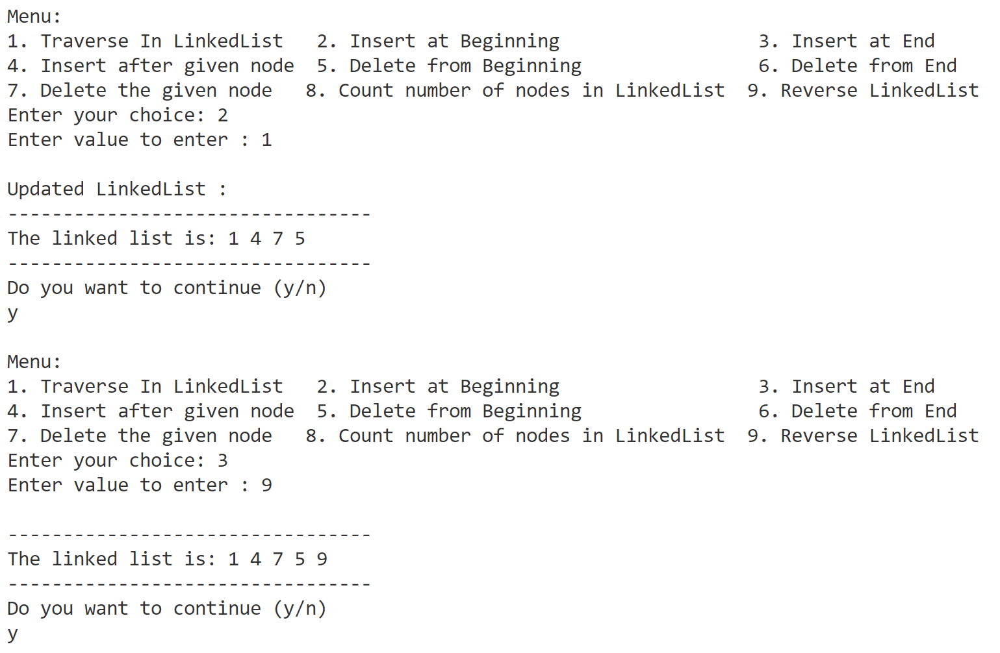 Menu:
1. Traverse In LinkedList   2. Insert at Beginning                  3. Insert at End
4. Insert after given node  5. Delete from Beginning                6. Delete from End
7. Delete the given node   8. Count number of nodes in LinkedList  9. Reverse LinkedList
Enter your choice: 2
Enter value to enter : 1

Updated LinkedList :
---------------------------------
The linked list is: 1 4 7 5
---------------------------------
Do you want to continue (y/n)
y

Menu:
1. Traverse In LinkedList   2. Insert at Beginning                  3. Insert at End
4. Insert after given node  5. Delete from Beginning                6. Delete from End
7. Delete the given node   8. Count number of nodes in LinkedList  9. Reverse LinkedList
Enter your choice: 3
Enter value to enter : 9

---------------------------------
The linked list is: 1 4 7 5 9
---------------------------------
Do you want to continue (y/n)
y